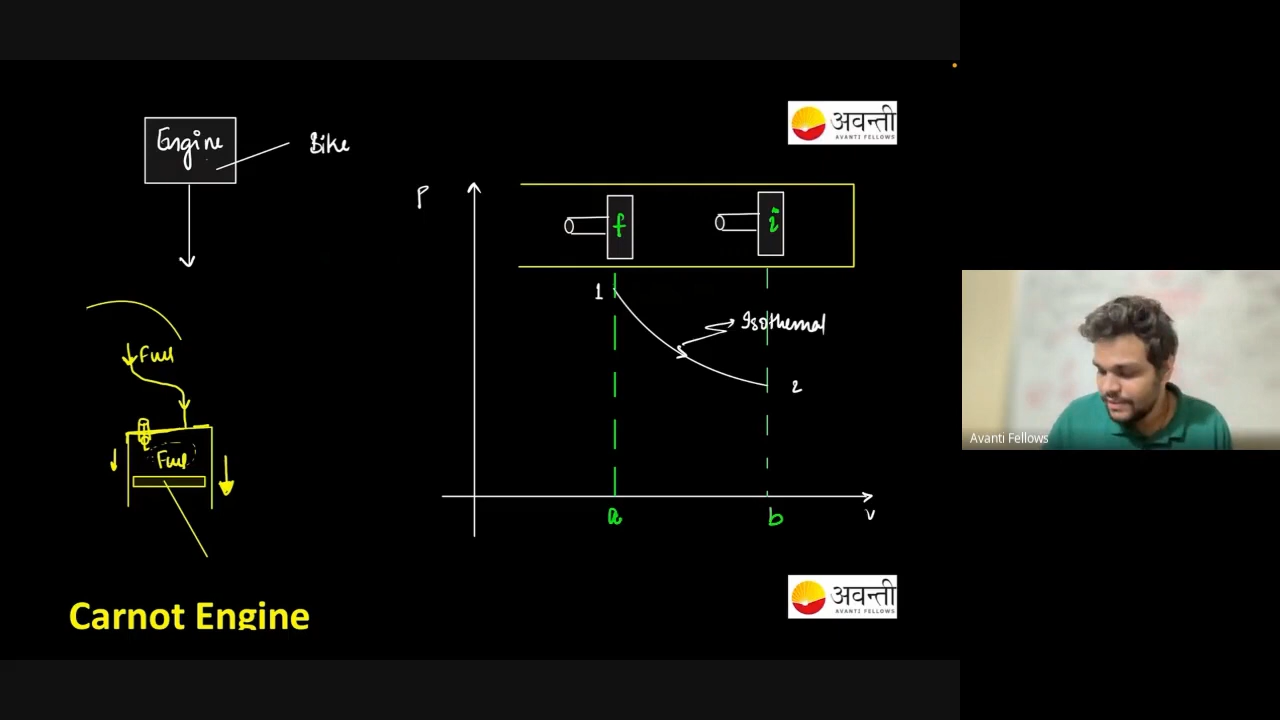 Engine
Bike
अवन्ती
AVANTI FELLOWS
P
f
i
1
Isothermal
Fuel
2
Fuel
Avanti Fellows
a
b
v
अवन्ती
AVANTI FELLOWS
Carnot Engine